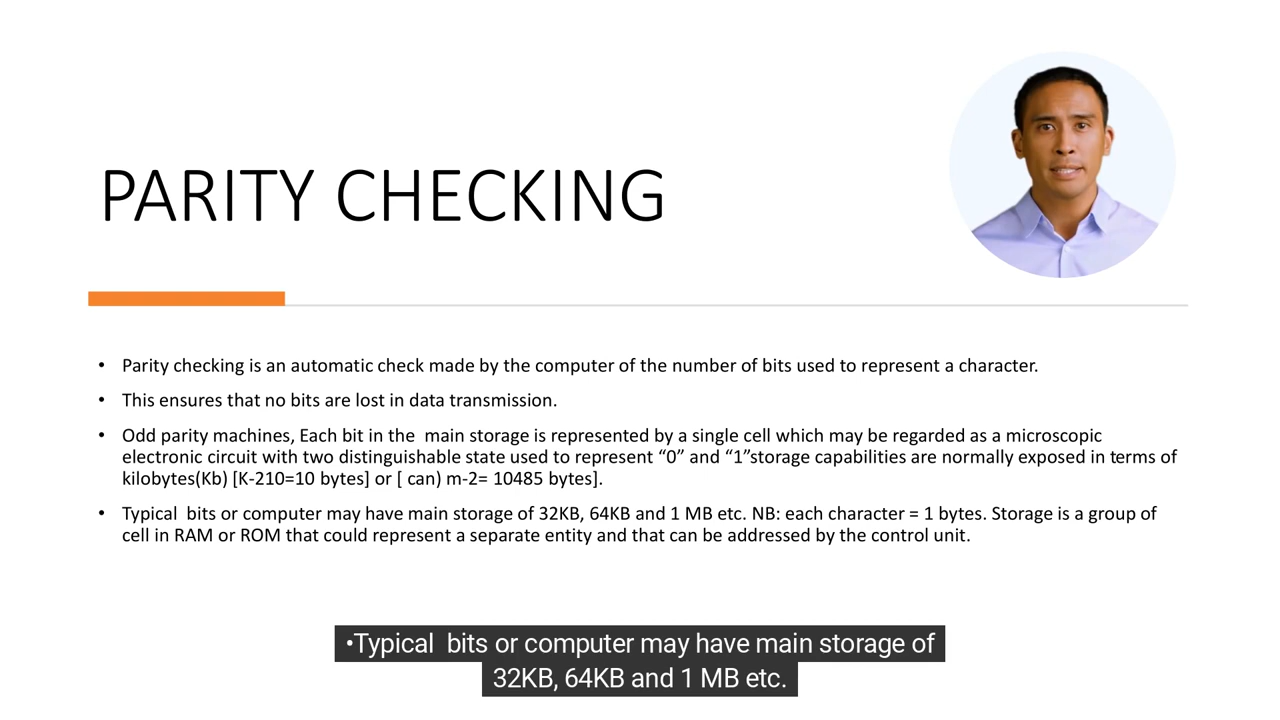 PARITY CHECKING
• Parity checking is an automatic check made by the computer of the number of bits used to represent a character.
• This ensures that no bits are lost in data transmission.
• Odd parity machines, Each bit in the  main storage is represented by a single cell which may be regarded as a microscopic
electronic circuit with two distinguishable state used to represent “0” and “1”storage capabilities are normally exposed in terms of
kilobytes(Kb) [K-210=10 bytes] or [ can) m-2= 10485 bytes].
• Typical  bits or computer may have main storage of 32KB, 64KB and 1 MB etc. NB: each character = 1 bytes. Storage is a group of
cell in RAM or ROM that could represent a separate entity and that can be addressed by the control unit.
•Typical  bits or computer may have main storage of
32KB, 64KB and 1 MB etc.